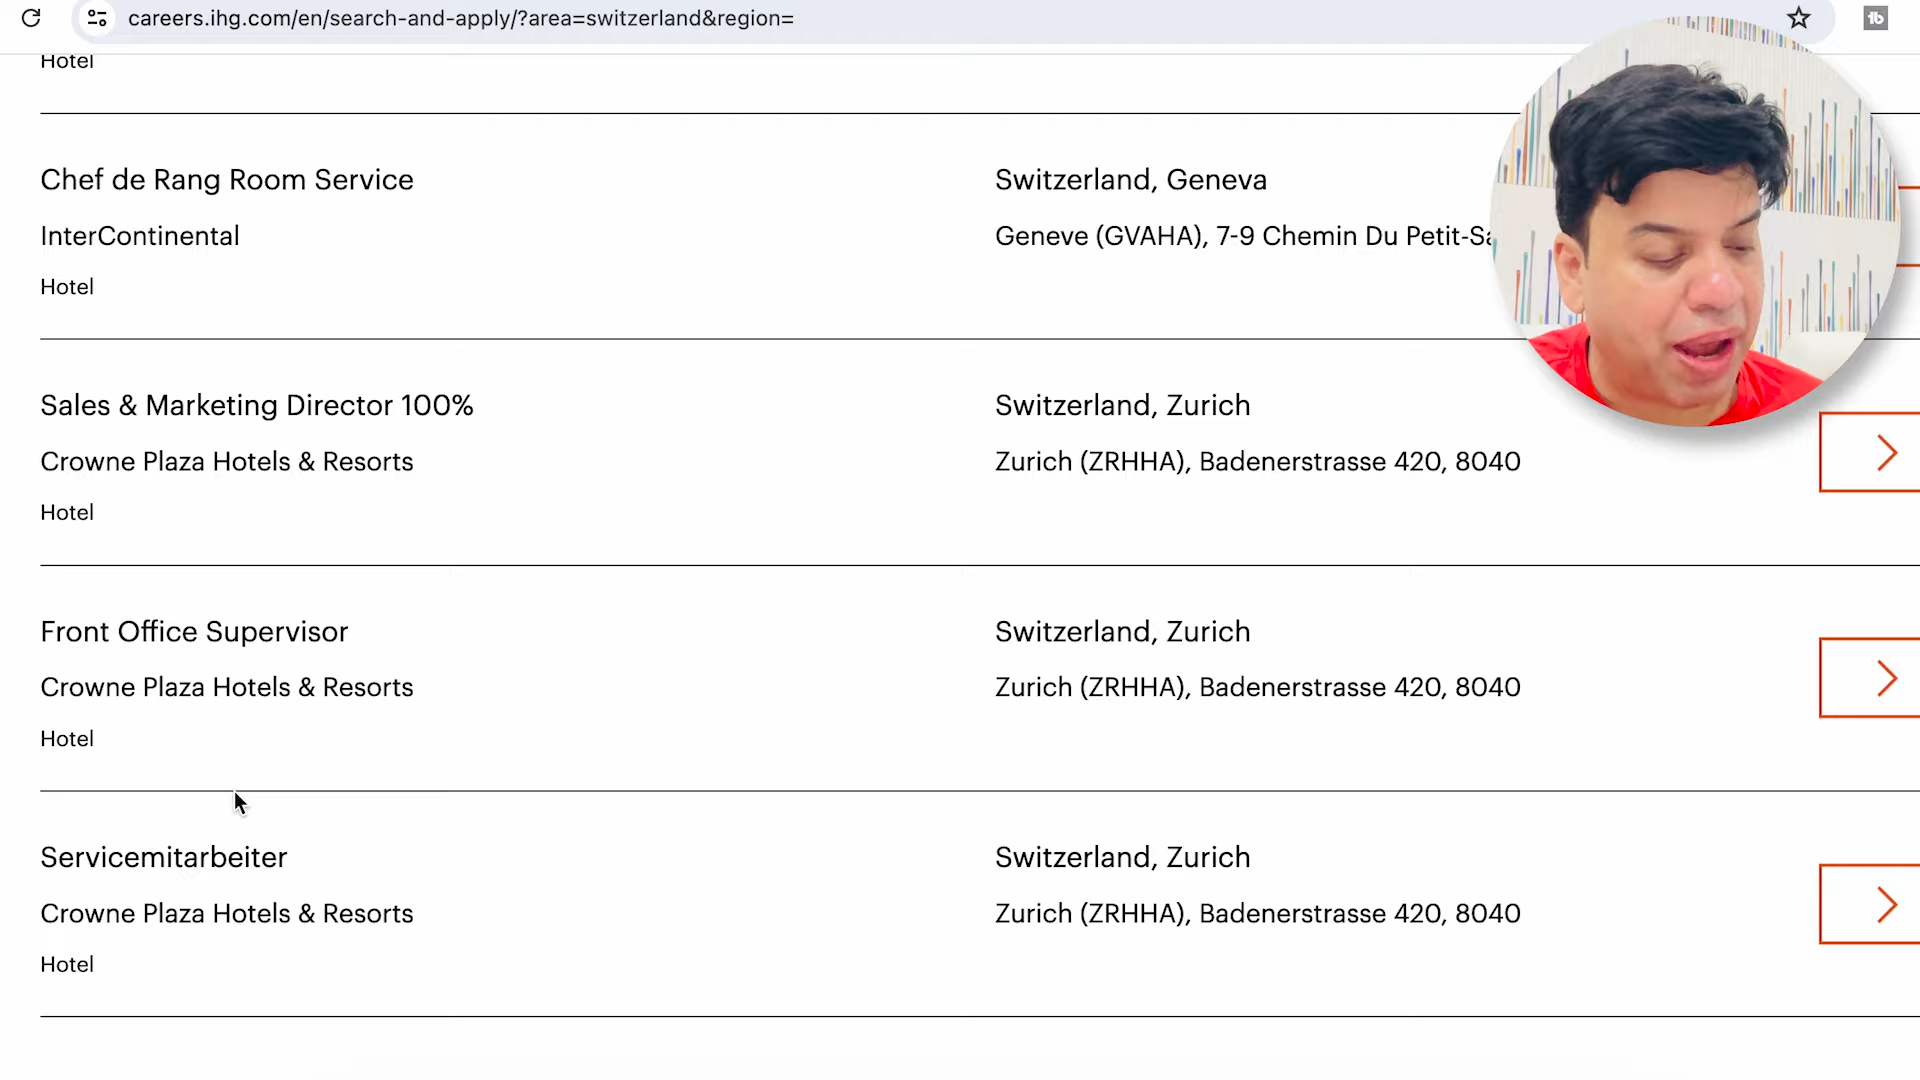 careers.ihg.com/en/search-and-apply/?area=switzerland&region=
Hotel
Chef de Rang Room Service
Switzerland, Geneva
InterContinental
Geneve (GVAHA), 7-9 Chemin Du Petit-Sa
Hotel
Sales & Marketing Director 100%
Switzerland, Zurich
Crowne Plaza Hotels & Resorts
Zurich (ZRHHA), Badenerstrasse 420, 8040
Hotel
Front Office Supervisor
Switzerland, Zurich
Crowne Plaza Hotels & Resorts
Zurich (ZRHHA), Badenerstrasse 420, 8040
Hotel
Servicemitarbeiter
Switzerland, Zurich
Crowne Plaza Hotels & Resorts
Zurich (ZRHHA), Badenerstrasse 420, 8040
Hotel